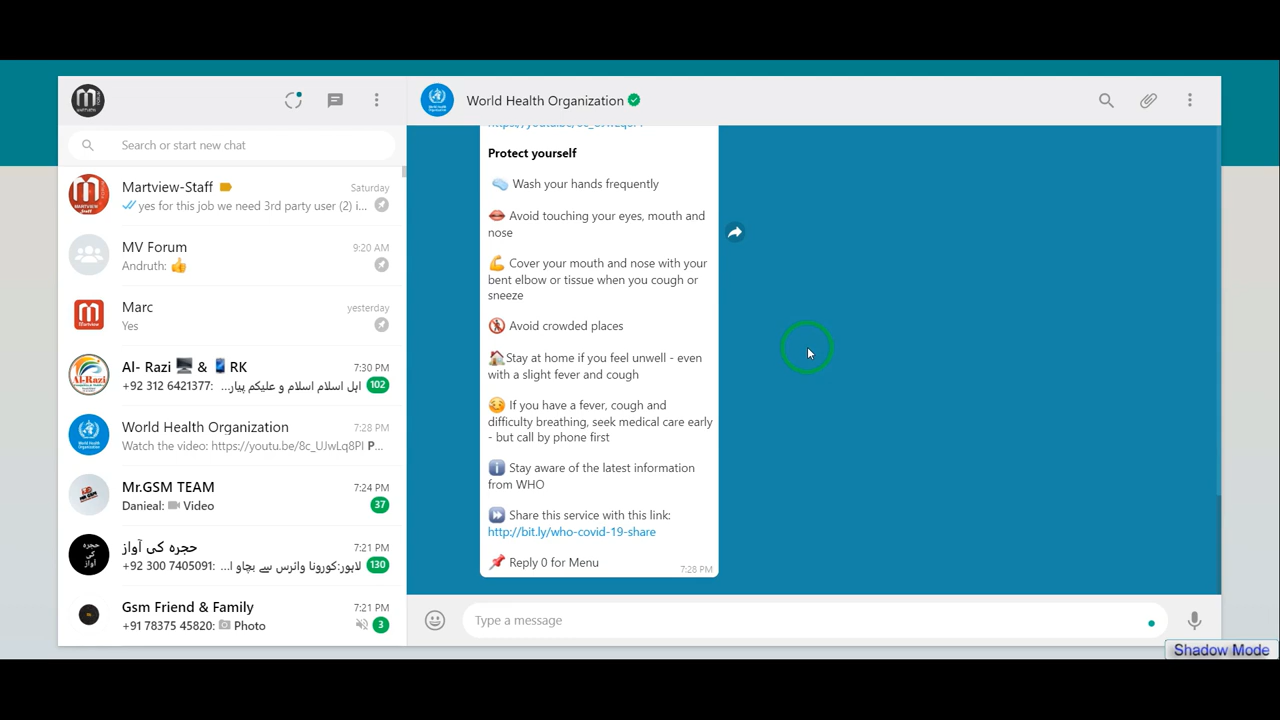 Search or start new chat
Martview-Staff
Saturday
yes for this job we need 3rd party user (2) i...
MV Forum
9:20 AM
Andruth: 👍
Marc
yesterday
Yes
Al- Razi 🖥️ & 📱RK
7:30 PM
+92 312 6421377: اہل اسلام اسلام و علیکم پیار...
102
World Health Organization
7:28 PM
Watch the video: https://youtu.be/8c_UJwLq8PI P...
Mr.GSM TEAM
7:24 PM
Danieal: Video
37
حجرہ کی آواز
7:21 PM
+92 300 7405091: لاہور:کورونا وائرس سے بچاو ا...
130
Gsm Friend & Family
7:21 PM
+91 78375 45820: Photo
3
World Health Organization
https://youtu.be/8c_UJwLq8PI
Protect yourself
Wash your hands frequently
Avoid touching your eyes, mouth and
nose
Cover your mouth and nose with your
bent elbow or tissue when you cough or
sneeze
Avoid crowded places
Stay at home if you feel unwell - even
with a slight fever and cough
If you have a fever, cough and
difficulty breathing, seek medical care early
- but call by phone first
Stay aware of the latest information
from WHO
Share this service with this link:
http://bit.ly/who-covid-19-share
Reply 0 for Menu
7:28 PM
Type a message
Shadow Mode